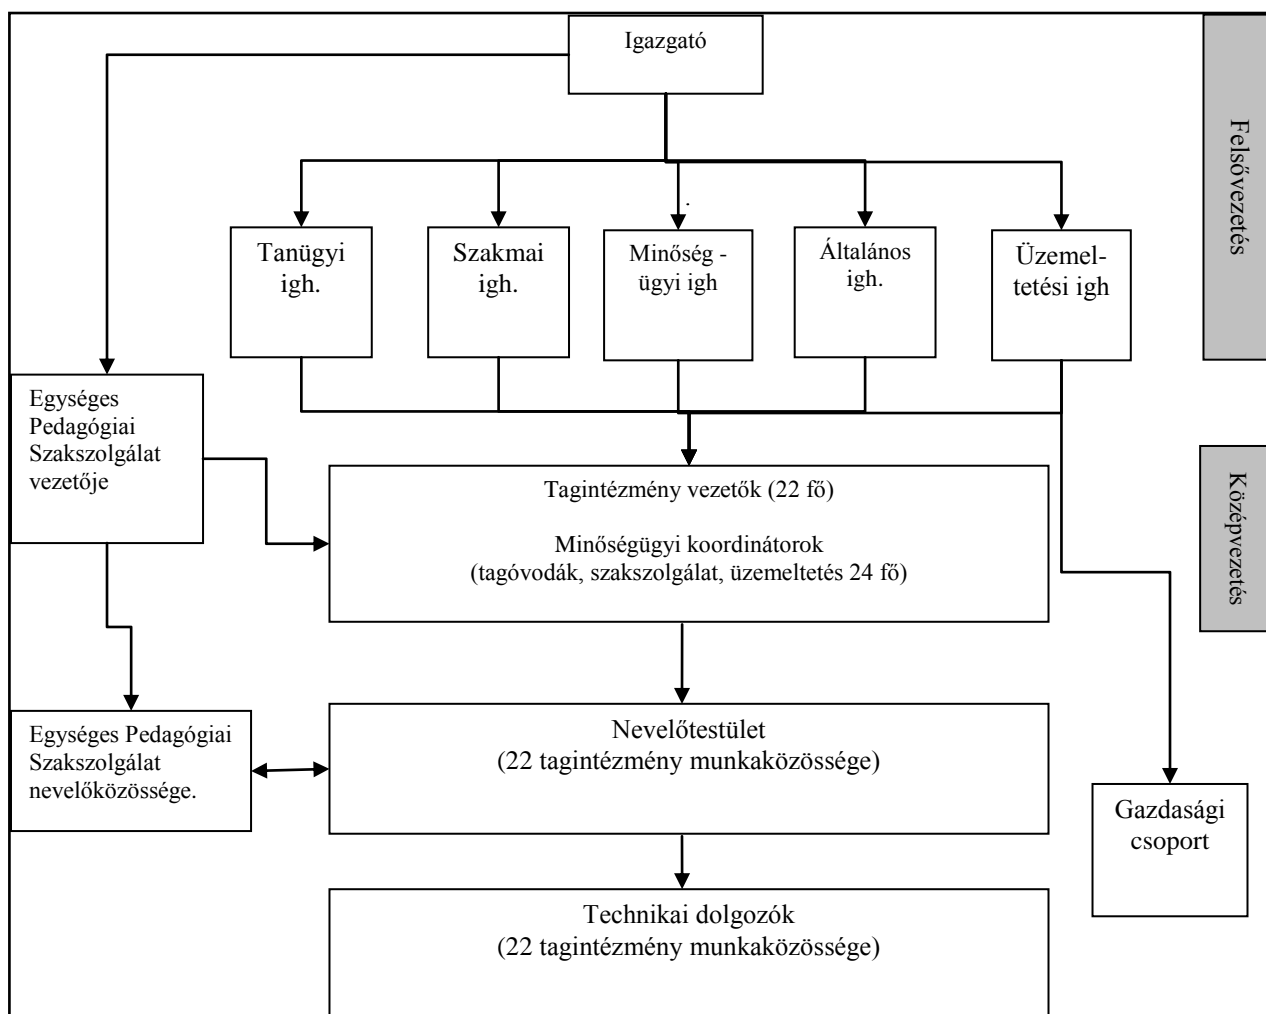 Igazgató
Felsővezetés
Tanügyi
igh.
Szakmai
igh.
Minőség -
ügyi igh
Általános
igh.
Üzemel-
tetési igh
Egységes
Pedagógiai
Szakszolgálat
vezetője
Tagintézmény vezetők (22 fő)
Minőségügyi koordinátorok
(tagóvodák, szakszolgálat, üzemeltetés 24 fő)
Középvezetés
Egységes Pedagógiai
Szakszolgálat
nevelőközössége.
Nevelőtestület
(22 tagintézmény munkaközössége)
Gazdasági
csoport
Technikai dolgozók
(22 tagintézmény munkaközössége)